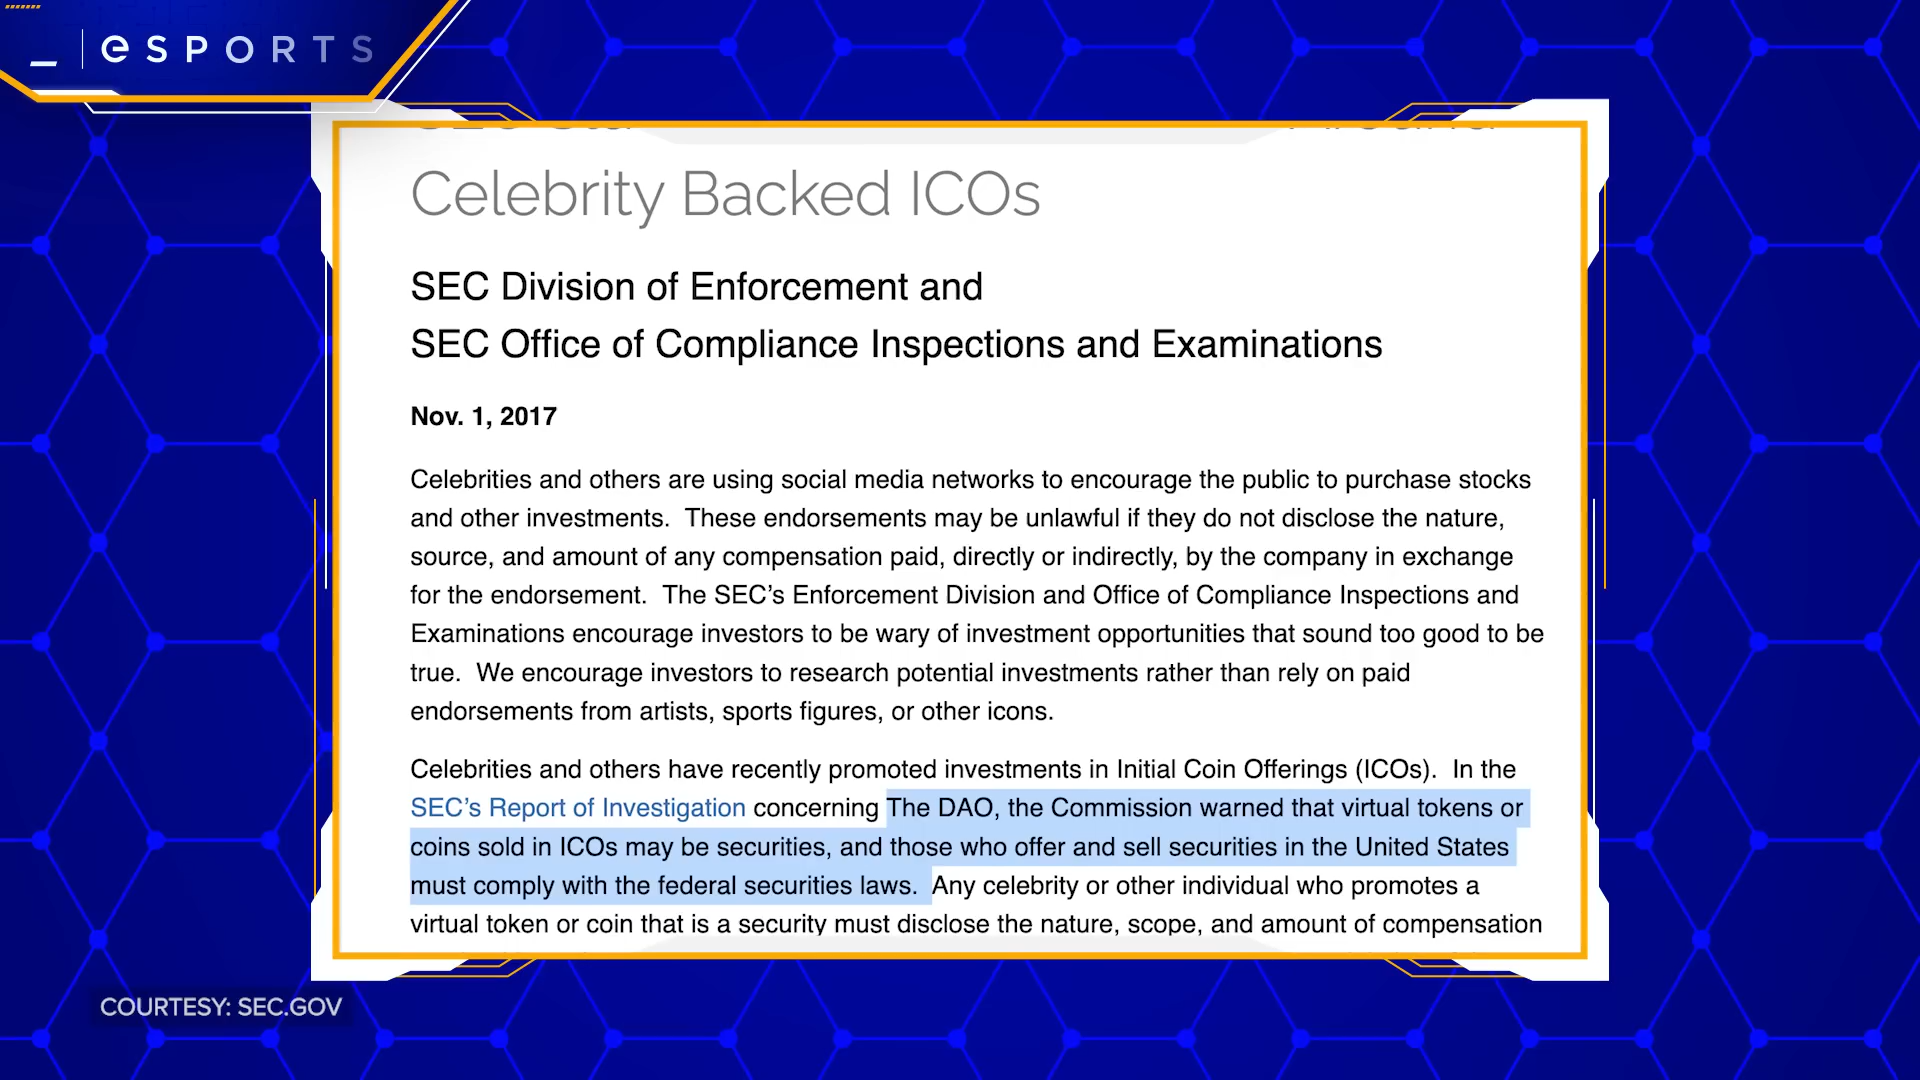 _ | eSPORTS
Celebrity Backed ICOs
SEC Division of Enforcement and
SEC Office of Compliance Inspections and Examinations
Nov. 1, 2017
Celebrities and others are using social media networks to encourage the public to purchase stocks
and other investments.  These endorsements may be unlawful if they do not disclose the nature,
source, and amount of any compensation paid, directly or indirectly, by the company in exchange
for the endorsement.  The SEC’s Enforcement Division and Office of Compliance Inspections and
Examinations encourage investors to be wary of investment opportunities that sound too good to be
true.  We encourage investors to research potential investments rather than rely on paid
endorsements from artists, sports figures, or other icons.
Celebrities and others have recently promoted investments in Initial Coin Offerings (ICOs).  In the
SEC’s Report of Investigation concerning The DAO, the Commission warned that virtual tokens or
coins sold in ICOs may be securities, and those who offer and sell securities in the United States
must comply with the federal securities laws.  Any celebrity or other individual who promotes a
virtual token or coin that is a security must disclose the nature, scope, and amount of compensation
COURTESY: SEC.GOV